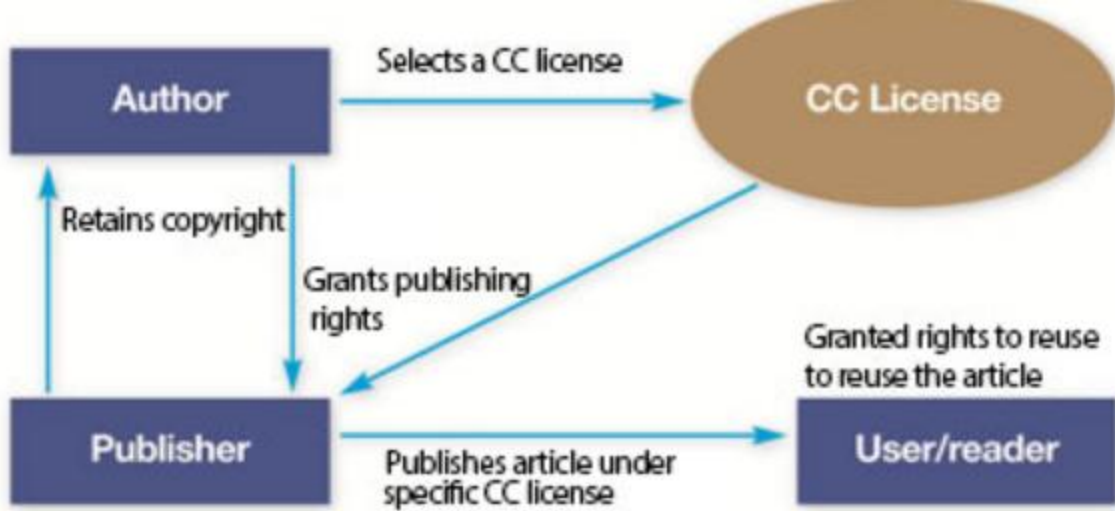 Author
Selects a CC license
CC License
Retains copyright
Grants publishing
rights
Granted rights to reuse
to reuse the article
Publisher
Publishes article under
specific CC license
User/reader